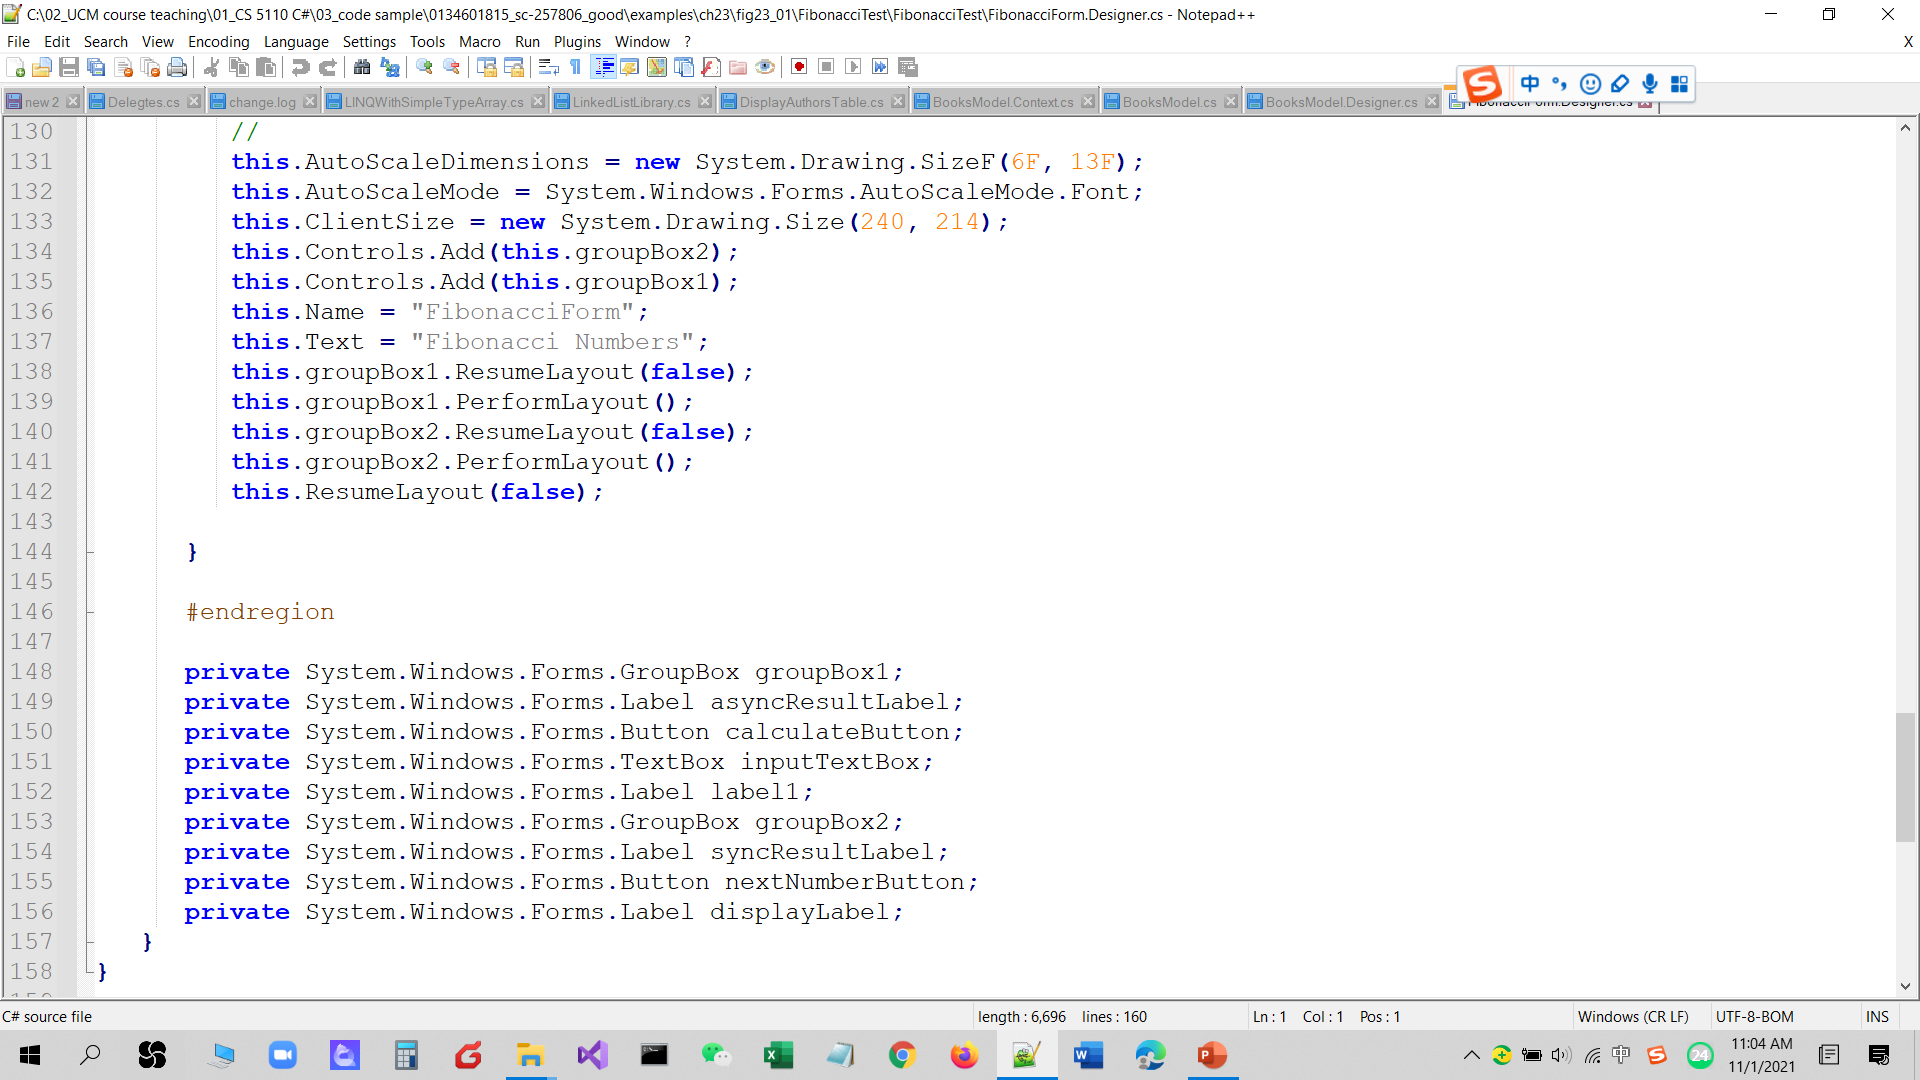 C:\02_UCM course teaching\01_CS 5110 C#\03_code sample\0134601815_sc-257806_good\examples\ch23\fig23_01\FibonacciTest\FibonacciTest\FibonacciForm.Designer.cs - Notepad++
File Edit Search View Encoding Language Settings Tools Macro Run Plugins Window ? X
new 2 Delegtes.cs change.log LINQWithSimpleTypeArray.cs LinkedListLibrary.cs DisplayAuthorsTable.cs BooksModel.Context.cs BooksModel.cs BooksModel.Designer.cs FibonacciForm.Designer.cs
S 中
130 //
131 this.AutoScaleDimensions = new System.Drawing.SizeF(6F, 13F);
132 this.AutoScaleMode = System.Windows.Forms.AutoScaleMode.Font;
133 this.ClientSize = new System.Drawing.Size(240, 214);
134 this.Controls.Add(this.groupBox2);
135 this.Controls.Add(this.groupBox1);
136 this.Name = "FibonacciForm";
137 this.Text = "Fibonacci Numbers";
138 this.groupBox1.ResumeLayout(false);
139 this.groupBox1.PerformLayout();
140 this.groupBox2.ResumeLayout(false);
141 this.groupBox2.PerformLayout();
142 this.ResumeLayout(false);
143
144 }
145
146 #endregion
147
148 private System.Windows.Forms.GroupBox groupBox1;
149 private System.Windows.Forms.Label asyncResultLabel;
150 private System.Windows.Forms.Button calculateButton;
151 private System.Windows.Forms.TextBox inputTextBox;
152 private System.Windows.Forms.Label label1;
153 private System.Windows.Forms.GroupBox groupBox2;
154 private System.Windows.Forms.Label syncResultLabel;
155 private System.Windows.Forms.Button nextNumberButton;
156 private System.Windows.Forms.Label displayLabel;
157 }
158 }
C# source file length : 6,696 lines : 160 Ln : 1 Col : 1 Pos : 1 Windows (CR LF) UTF-8-BOM INS
中 S 24 11:04 AM
11/1/2021